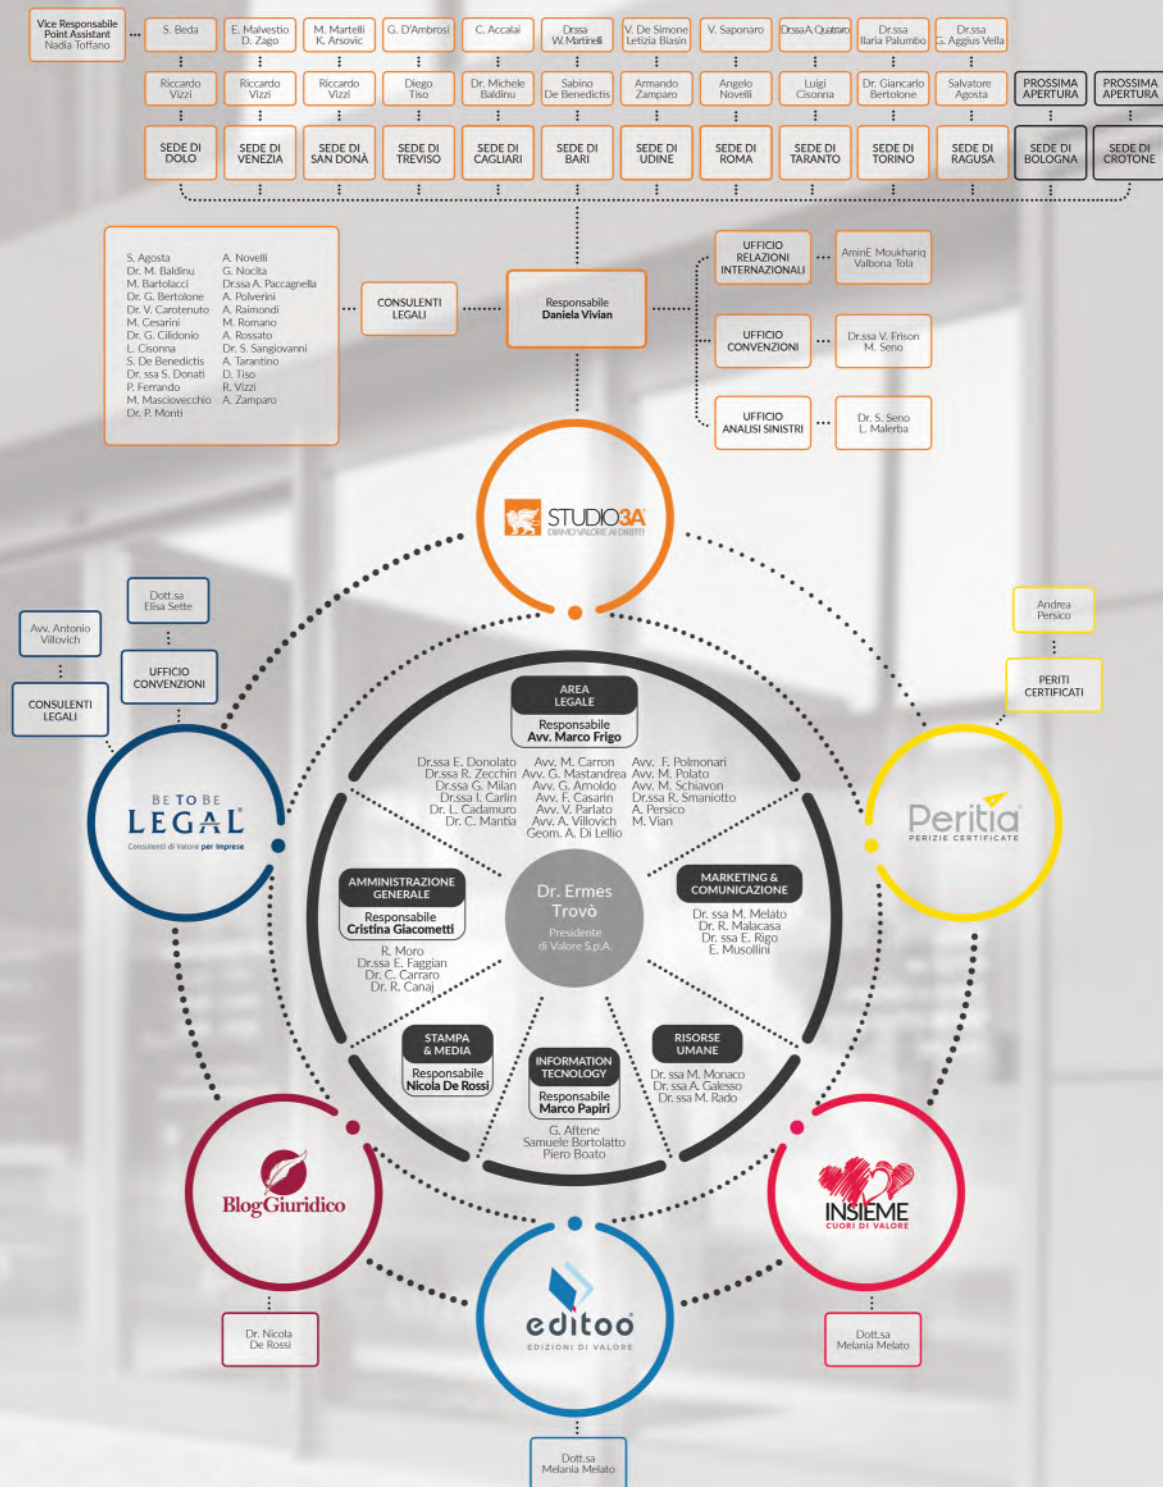 Vice Responsabile
Point Assistant
Nadia Toffano
S. Beda
E. Malvestio
D. Zago
M. Martelli
K. Arsovic
G. D'Ambrosi
C. Accalai
Dr.ssa
W. Martinelli
V. De Simone
Letizia Biasin
V. Saponaro
Dr.ssa A. Quataro
Dr.ssa
Ilaria Palumbo
Dr.ssa
G. Aggius Vella
Riccardo
Vizzi
Riccardo
Vizzi
Riccardo
Vizzi
Diego
Tiso
Dr. Michele
Baldinu
Sabino
De Benedictis
Armando
Zamparo
Angelo
Novelli
Luigi
Cisonna
Dr. Giancarlo
Bertolone
Salvatore
Agosta
PROSSIMA
APERTURA
PROSSIMA
APERTURA
SEDE DI
DOLO
SEDE DI
VENEZIA
SEDE DI
SAN DONÀ
SEDE DI
TREVISO
SEDE DI
CAGLIARI
SEDE DI
BARI
SEDE DI
UDINE
SEDE DI
ROMA
SEDE DI
TARANTO
SEDE DI
TORINO
SEDE DI
RAGUSA
SEDE DI
BOLOGNA
SEDE DI
CROTONE
S. Agosta
Dr. M. Baldinu
M. Bartolacci
Dr. G. Bertolone
Dr. V. Carotenuto
M. Cesarini
Dr. G. Cilidonio
L. Cisonna
S. De Benedictis
Dr. ssa S. Donati
P. Ferrando
M. Masciovecchio
Dr. P. Monti
A. Novelli
G. Nocita
Dr.ssa A. Paccagnella
A. Polverini
A. Raimondi
M. Romano
A. Rossato
Dr. S. Sangiovanni
A. Tarantino
D. Tiso
R. Vizzi
A. Zamparo
CONSULENTI
LEGALI
Responsabile
Daniela Vivian
UFFICIO
RELAZIONI
INTERNAZIONALI
AminE Moukhariq
Valbona Tola
UFFICIO
CONVENZIONI
Dr.ssa V. Frison
M. Seno
UFFICIO
ANALISI SINISTRI
Dr. S. Seno
L. Malerba
STUDIO3A
DIAMO VALORE AI DIRITTI
Dott.sa
Elisa Sette
Avv. Antonio
Villovich
UFFICIO
CONVENZIONI
CONSULENTI
LEGALI
Andrea
Persico
PERITI
CERTIFICATI
BE TO BE
LEGAL®
Consulenti di Valore per Imprese
Peritia®
PERIZIE CERTIFICATE
AREA
LEGALE
Responsabile
Avv. Marco Frigo
Dr.ssa E. Donolato
Dr.ssa R. Zecchin
Dr.ssa G. Milan
Dr.ssa I. Carlin
Dr. L. Cadamuro
Dr. C. Mantia
Avv. M. Carron
Avv. G. Mastandrea
Avv. G. Arnoldo
Avv. F. Casarin
Avv. V. Parlato
Avv. A. Villovich
Geom. A. Di Lellio
Avv. F. Polmonari
Avv. M. Polato
Avv. M. Schiavon
Dr.ssa R. Smaniotto
A. Persico
M. Vian
AMMINISTRAZIONE
GENERALE
Responsabile
Cristina Giacometti
R. Moro
Dr.ssa E. Faggian
Dr. C. Carraro
Dr. R. Canaj
Dr. Ermes
Trovò
Presidente
di Valore S.p.A.
MARKETING &
COMUNICAZIONE
Dr. ssa M. Melato
Dr. R. Malacasa
Dr. ssa E. Rigo
E. Musollini
STAMPA
& MEDIA
Responsabile
Nicola De Rossi
INFORMATION
TECNOLOGY
Responsabile
Marco Papiri
G. Aftene
Samuele Bortolatto
Piero Boato
RISORSE
UMANE
Dr. ssa M. Monaco
Dr. ssa A. Galesso
Dr. ssa M. Rado
BlogGiuridico
INSIEME
CUORI DI VALORE
editoo®
EDIZIONI DI VALORE
Dr. Nicola
De Rossi
Dott.sa
Melania Melato
Dott.sa
Melania Melato